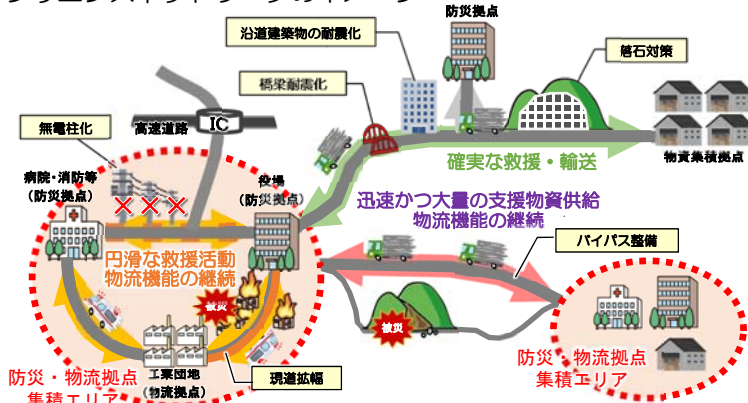 防災拠点
沿道建築物の耐震化
落石対策
橋梁耐震化
無電柱化
高速道路
IC
物資集積拠点
確実な救援・輸送
病院・消防等
(防災拠点)
役場
(防災拠点)
迅速かつ大量の支援物資供給
物流機能の継続
バイパス整備
円滑な救援活動
物流機能の継続
被災
被災
工業団地
(物流拠点)
現道拡幅
防災・物流拠点
集積エリア
防災・物流拠点
集積エリア